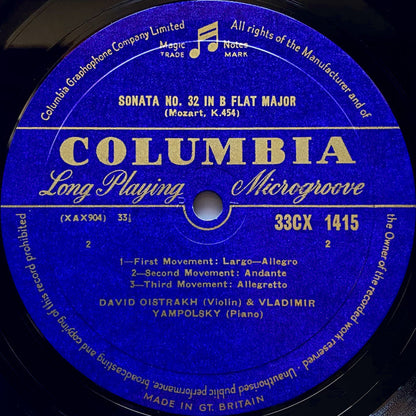 Columbia Graphophone Company Limited
All rights of the Manufacturer and of
the Owner of the recorded work reserved · Unauthorised public performance, broadcasting and copying of this record prohibited
Magic Notes
TRADE MARK
SONATA NO. 32 IN B FLAT MAJOR
(Mozart, K.454)
COLUMBIA
Long Playing Microgroove
(XAX904) 33⅓
33CX 1415
2 2
1—First Movement: Largo—Allegro
2—Second Movement: Andante
3—Third Movement: Allegretto
DAVID OISTRAKH (Violin) & VLADIMIR
YAMPOLSKY (Piano)
MADE IN GT. BRITAIN